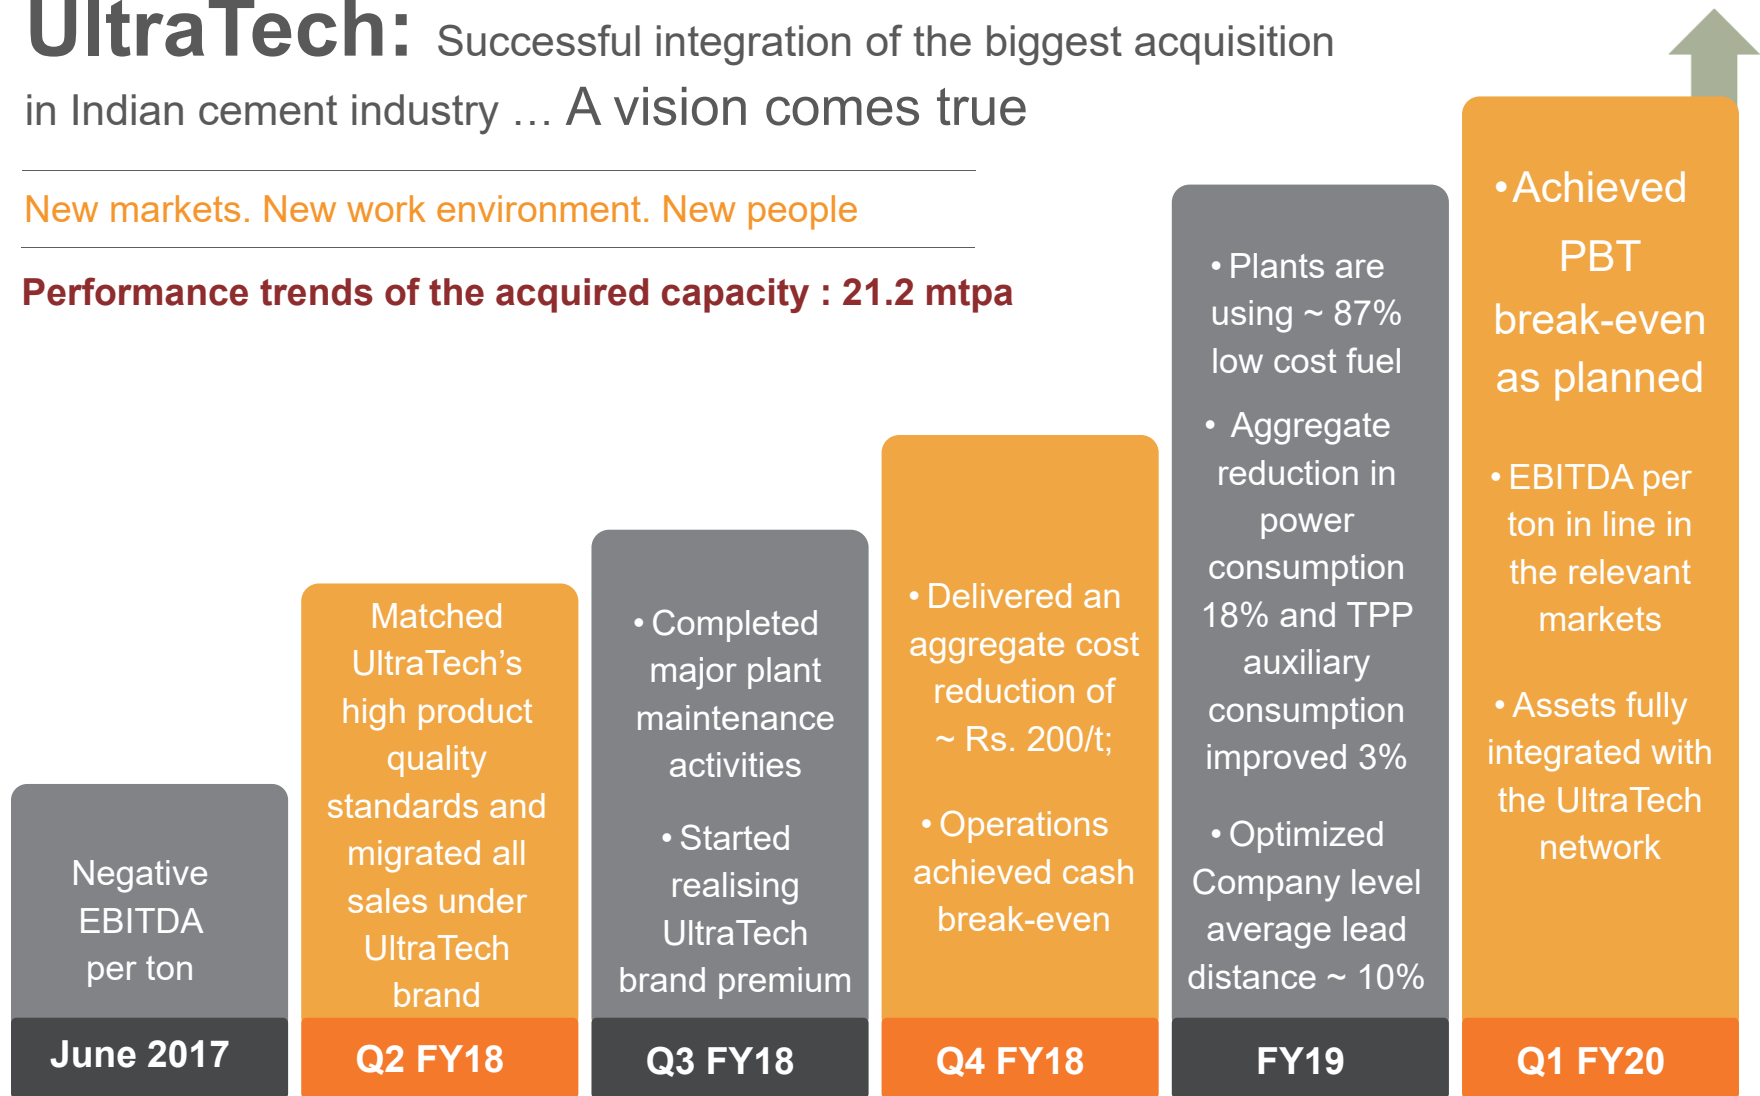 UltraTech: Successful integration of the biggest acquisition
in Indian cement industry … A vision comes true
New markets. New work environment. New people
Performance trends of the acquired capacity : 21.2 mtpa
Negative
EBITDA
per ton
June 2017
Matched
UltraTech’s
high product
quality
standards and
migrated all
sales under
UltraTech
brand
Q2 FY18
• Completed
major plant
maintenance
activities
• Started
realising
UltraTech
brand premium
Q3 FY18
• Delivered an
aggregate cost
reduction of
~ Rs. 200/t;
• Operations
achieved cash
break-even
Q4 FY18
• Plants are
using ~ 87%
low cost fuel
• Aggregate
reduction in
power
consumption
18% and TPP
auxiliary
consumption
improved 3%
• Optimized
Company level
average lead
distance ~ 10%
FY19
• Achieved
PBT
break-even
as planned
• EBITDA per
ton in line in
the relevant
markets
• Assets fully
integrated with
the UltraTech
network
Q1 FY20